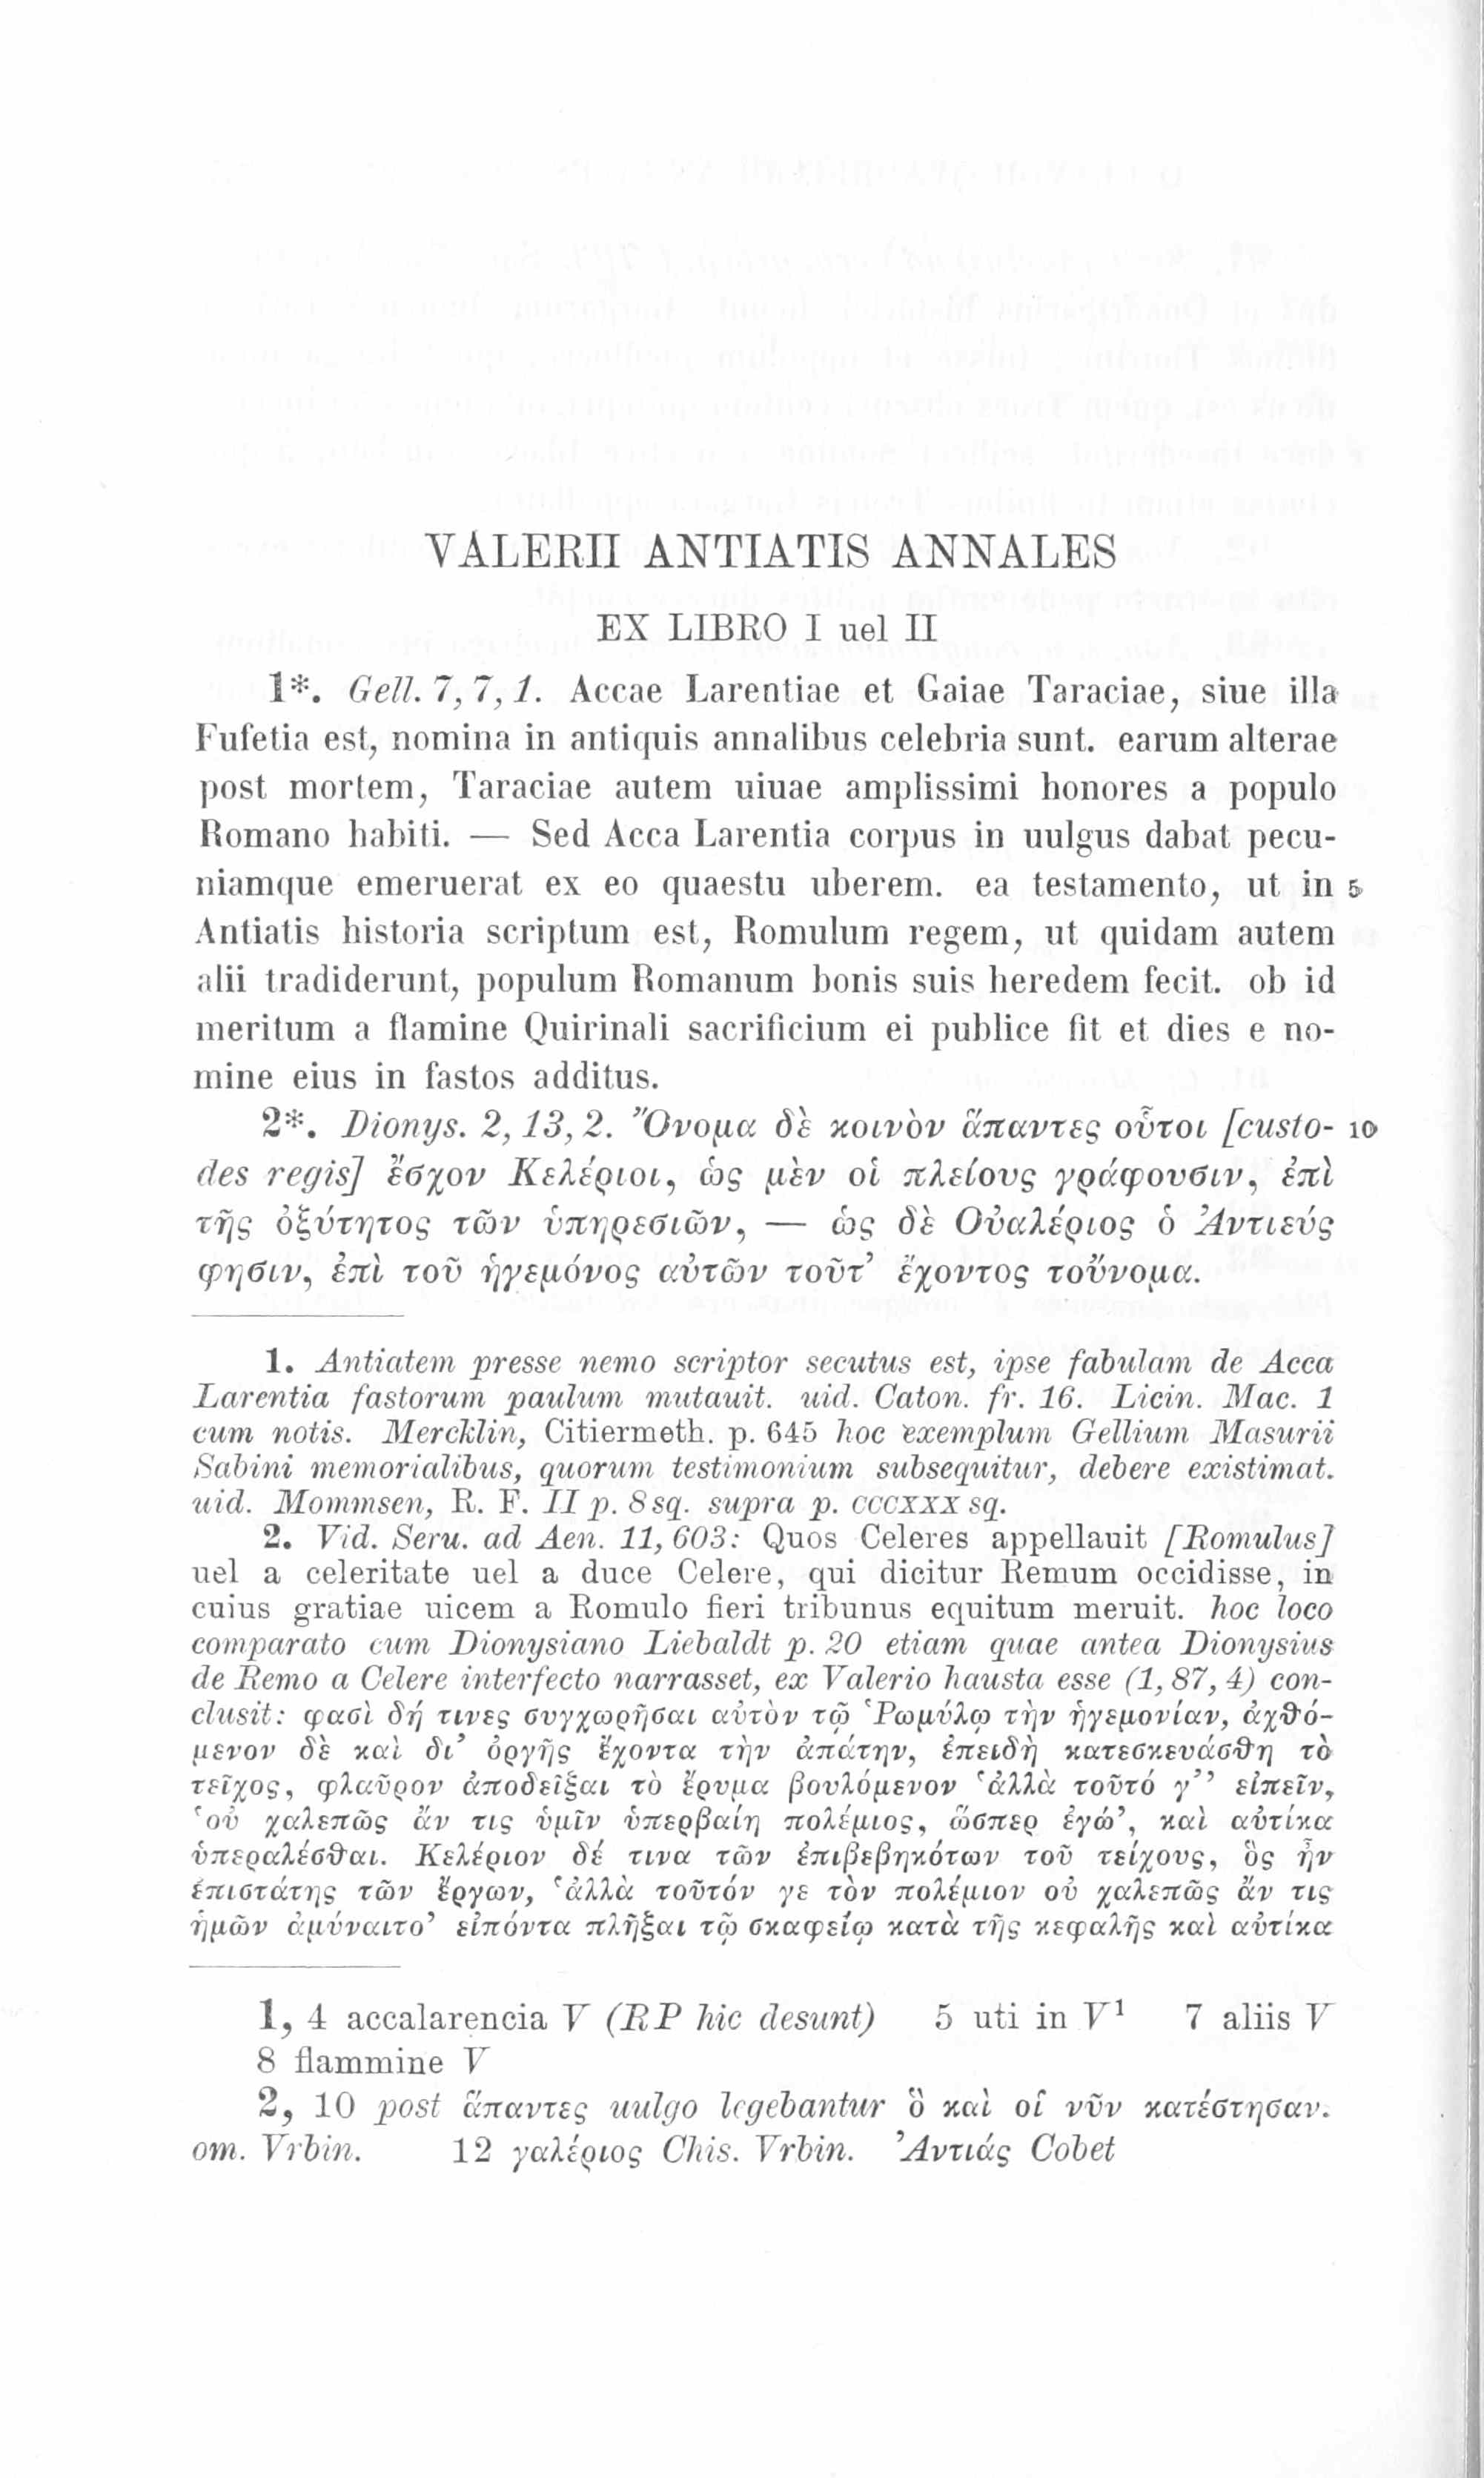 VALERII ANTIATIS ANNALES
EX LIBRO I uel II
1*. Gell. 7, 7, 1. Accae Larentiae et Gaiae Taraciae, siue illa
Fufetia est, nomina in antiquis annalibus celebria sunt. earum alterae
post mortem, Taraciae autem uiuae amplissimi honores a populo
Romano habiti. — Sed Acca Larentia corpus in uulgus dabat pecu-
niamque emeruerat ex eo quaestu uberem. ea testamento, ut in 5
Antiatis historia scriptum est, Romulum regem, ut quidam autem
alii tradiderunt, populum Romanum bonis suis heredem fecit. ob id
meritum a flamine Quirinali sacrificium ei publice fit et dies e no-
mine eius in fastos additus.
2*. Dionys. 2, 13, 2. Ὄνομα δὲ κοινὸν ἅπαντες οὗτοι [custo- 10
des regis] ἔσχον Κελέριοι, ὡς μὲν οἱ πλείους γράφουσιν, ἐπὶ
τῆς ὀξύτητος τῶν ὑπηρεσιῶν, — ὡς δὲ Οὐαλέριος ὁ Ἀντιεύς
φησιν, ἐπὶ τοῦ ἡγεμόνος αὐτῶν τοῦτ’ ἔχοντος τοὔνομα.
1. Antiatem presse nemo scriptor secutus est, ipse fabulam de Acca
Larentia fastorum paulum mutauit. uid. Caton. fr. 16. Licin. Mac. 1
cum notis. Mercklin, Citiermeth. p. 645 hoc exemplum Gellium Masurii
Sabini memorialibus, quorum testimonium subsequitur, debere existimat.
uid. Mommsen, R. F. II p. 8 sq. supra p. CCCXXX sq.
2. Vid. Seru. ad Aen. 11, 603: Quos Celeres appellauit [Romulus]
uel a celeritate uel a duce Celere, qui dicitur Remum occidisse, in
cuius gratiae uicem a Romulo fieri tribunus equitum meruit. hoc loco
comparato cum Dionysiano Liebaldt p. 20 etiam quae antea Dionysius
de Remo a Celere interfecto narrasset, ex Valerio hausta esse (1, 87, 4) con-
clusit: φασὶ δή τινες συγχωρῆσαι αὐτὸν τῷ Ῥωμύλῳ τὴν ἡγεμονίαν, ἀχθό-
μενον δὲ καὶ δι’ ὀργῆς ἔχοντα τὴν ἀπάτην, ἐπειδὴ κατεσκευάσθη τὸ
τεῖχος, φλαῦρον ἀποδεῖξαι τὸ ἔρυμα βουλόμενον ‘ἀλλὰ τοῦτό γ’’ εἰπεῖν,
‘οὐ χαλεπῶς ἄν τις ὑμῖν ὑπερβαίη πολέμιος, ὥσπερ ἐγώ’, καὶ αὐτίκα
ὑπεραλέσθαι. Κελέριον δέ τινα τῶν ἐπιβεβηκότων τοῦ τείχους, ὃς ἦν
ἐπιστάτης τῶν ἔργων, ‘ἀλλὰ τοῦτόν γε τὸν πολέμιον οὐ χαλεπῶς ἄν τις
ἡμῶν ἀμύναιτο’ εἰπόντα πλῆξαι τῷ σκαφείῳ κατὰ τῆς κεφαλῆς καὶ αὐτίκα
1, 4 accalarencia V (RP hic desunt) 5 uti in V¹ 7 aliis V
8 flammine V
2, 10 post ἅπαντες uulgo legebantur ὃ καὶ οἱ νῦν κατέστησαν.
om. Vrbin. 12 γαλέριος Chis. Vrbin. Ἀντιάς Cobet